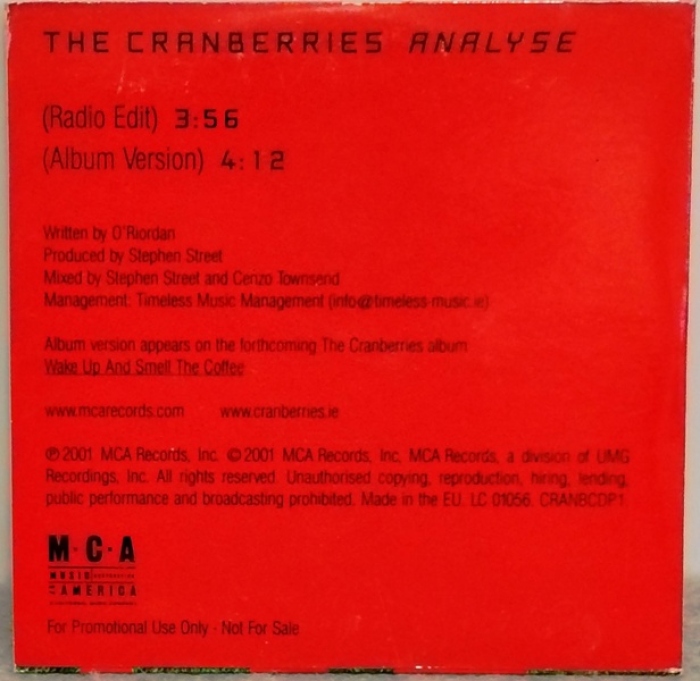 THE CRANBERRIES ANALYSE
(Radio Edit) 3:56
(Album Version) 4:12
Written by O'Riordan
Produced by Stephen Street
Mixed by Stephen Street and Cenzo Townsend
Management: Timeless Music Management (info@timeless-music.ie)
Album version appears on the forthcoming The Cranberries album
Wake Up And Smell The Coffee
www.mcarecords.com www.cranberries.ie
℗ 2001 MCA Records, Inc. © 2001 MCA Records, Inc. MCA Records, a division of UMG
Recordings, Inc. All rights reserved. Unauthorised copying, reproduction, hiring, lending,
public performance and broadcasting prohibited. Made in the EU. LC 01056. CRANBCDP1
M·C·A
MUSIC CORPORATION
OF AMERICA
For Promotional Use Only - Not For Sale